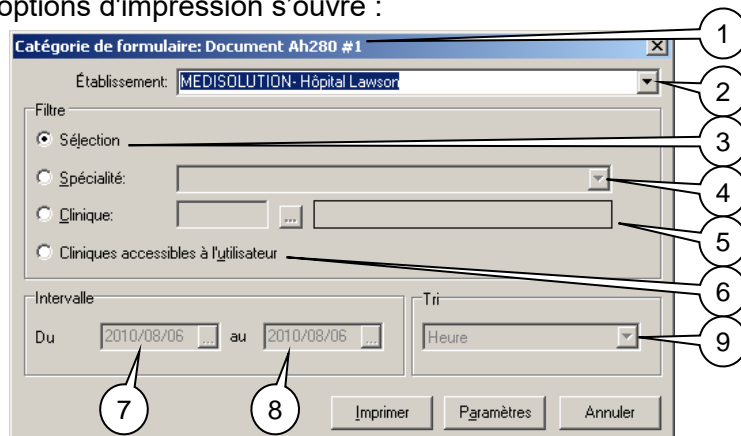 options d'impression s'ouvre :
1
Catégorie de formulaire: Document Ah280 #1
Établissement: MEDISOLUTION- Hôpital Lawson
2
Filtre
Sélection
3
Spécialité:
4
Clinique: ...
5
Cliniques accessibles à l'utilisateur
6
Intervalle
Tri
Du 2010/08/06 ... au 2010/08/06 ...
Heure
9
7
8
Imprimer Paramètres Annuler